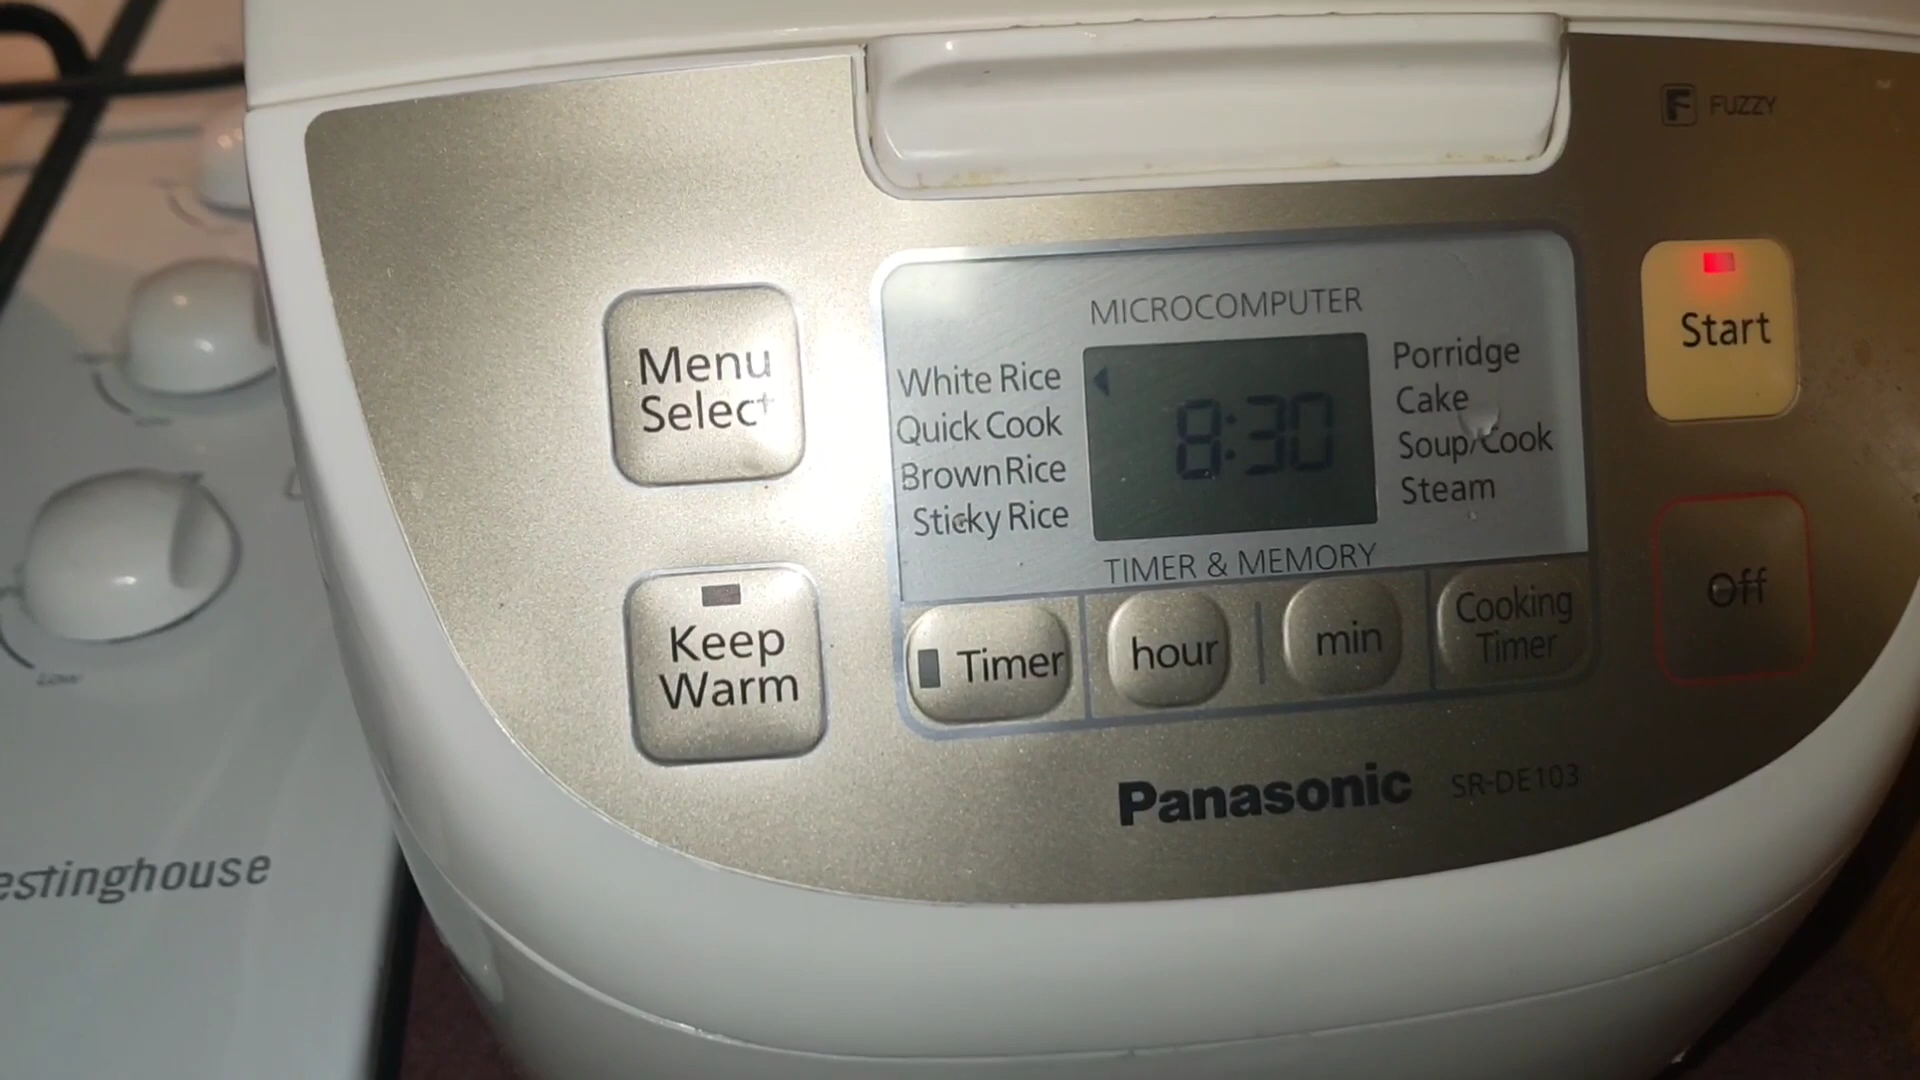 F FUZZY
MICROCOMPUTER
White Rice
Quick Cook
Brown Rice
Sticky Rice
8:30
Porridge
Cake
Soup/Cook
Steam
TIMER & MEMORY
Menu
Select
Keep
Warm
Timer
hour
min
Cooking
Timer
Start
Off
Panasonic SR-DE103
estinghouse
LOW